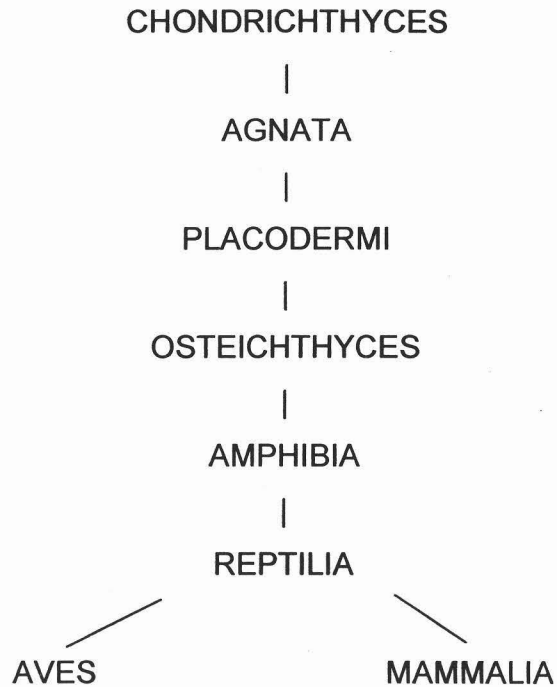 CHONDRICHTHYCES
AGNATA
PLACODERMI
OSTEICHTHYCES
AMPHIBIA
REPTILIA
AVES MAMMALIA